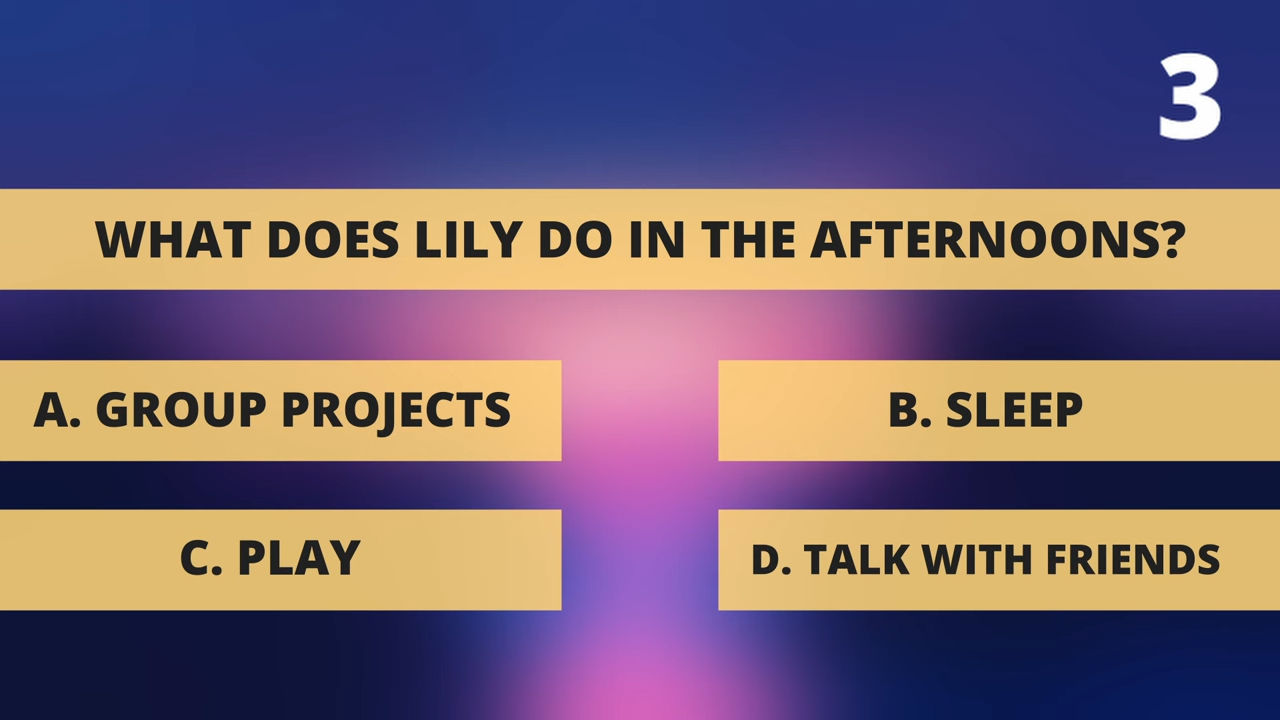 3
WHAT DOES LILY DO IN THE AFTERNOONS?
A. GROUP PROJECTS
B. SLEEP
C. PLAY
D. TALK WITH FRIENDS